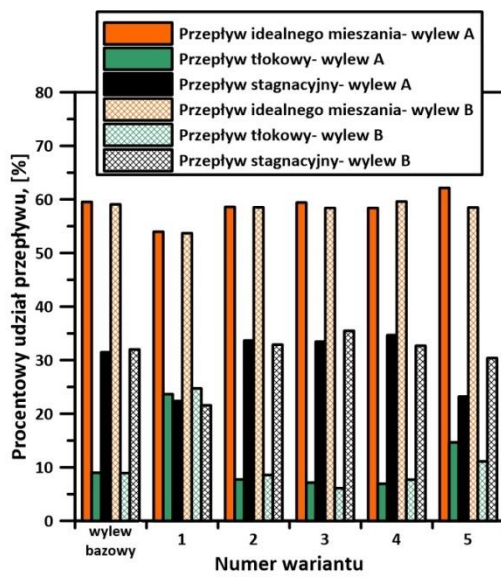 Przepływ idealnego mieszania- wylew A
Przepływ tłokowy- wylew A
Przepływ stagnacyjny- wylew A
Przepływ idealnego mieszania- wylew B
Przepływ tłokowy- wylew B
Przepływ stagnacyjny- wylew B
Procentowy udział przepływu, [%]
80
70
60
50
40
30
20
10
0
wylew
bazowy
1
2
3
4
5
Numer wariantu